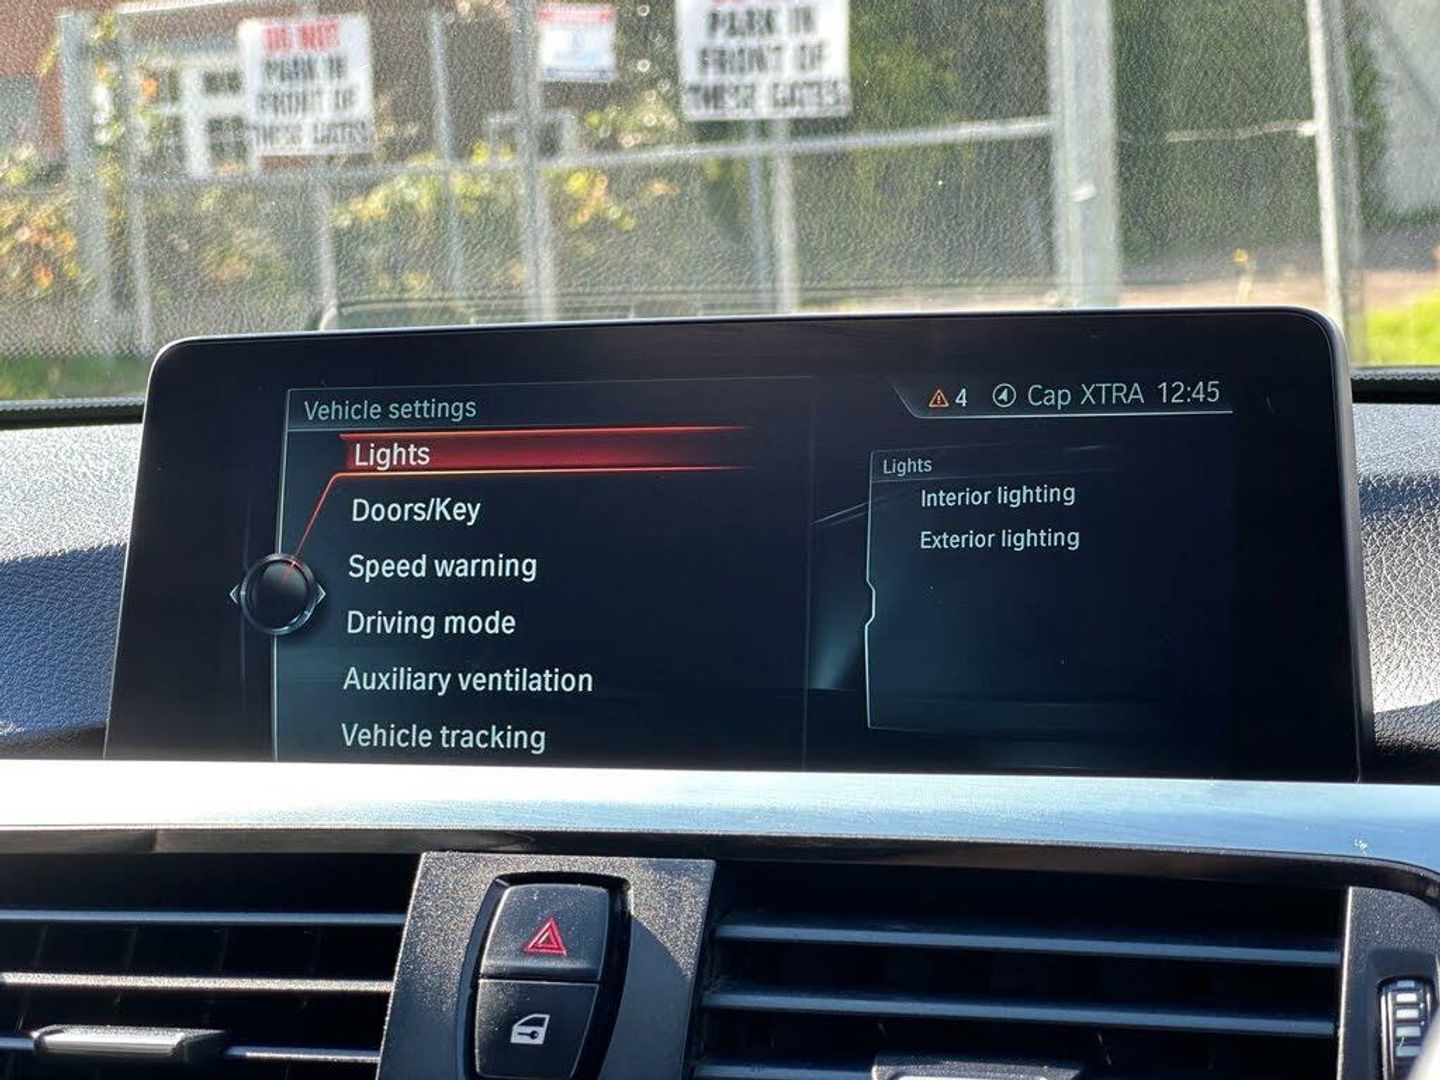 DO NOT
PARK IN
FRONT OF
THESE GATES
PARK IN
FRONT OF
THESE GATES
Vehicle settings
4 Cap XTRA 12:45
Lights
Doors/Key
Speed warning
Driving mode
Auxiliary ventilation
Vehicle tracking
Lights
Interior lighting
Exterior lighting